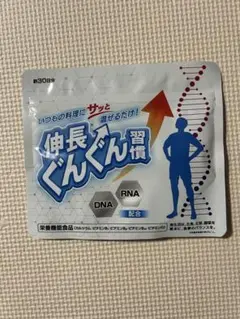 約30日分
いつもの料理に
サッと
混ぜるだけ!
伸長
ぐんぐん
習慣
DNA
RNA
配合
栄養機能食品